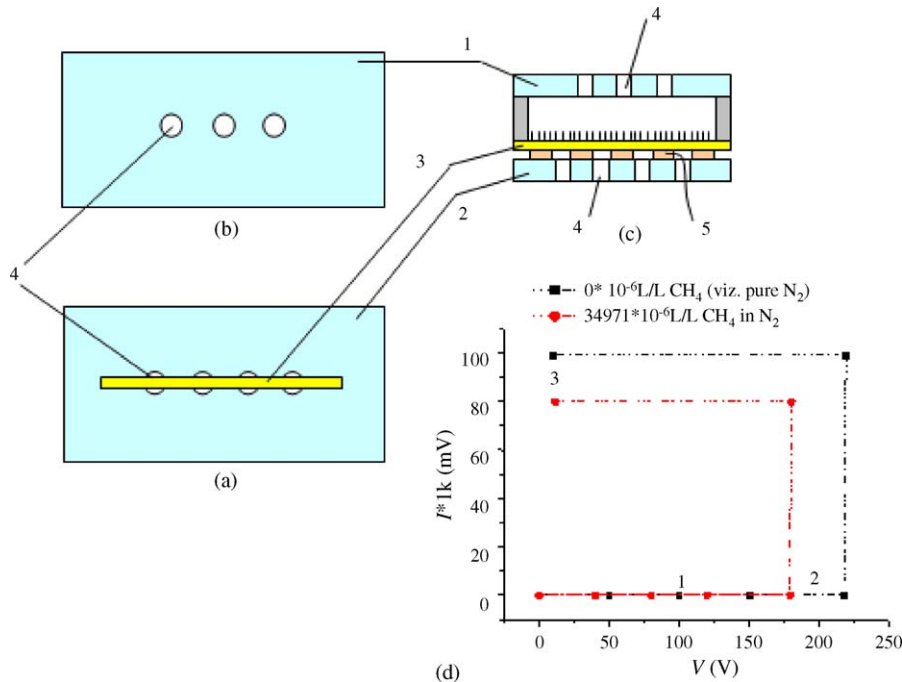 1
4
3
2
(b)
4
5
(c)
4
(a)
0* 10⁻⁶L/L CH₄ (viz. pure N₂)
34971*10⁻⁶L/L CH₄ in N₂
100
80
60
40
20
0
I*1k (mV)
3
1
2
0
50
100
150
200
250
V (V)
(d)